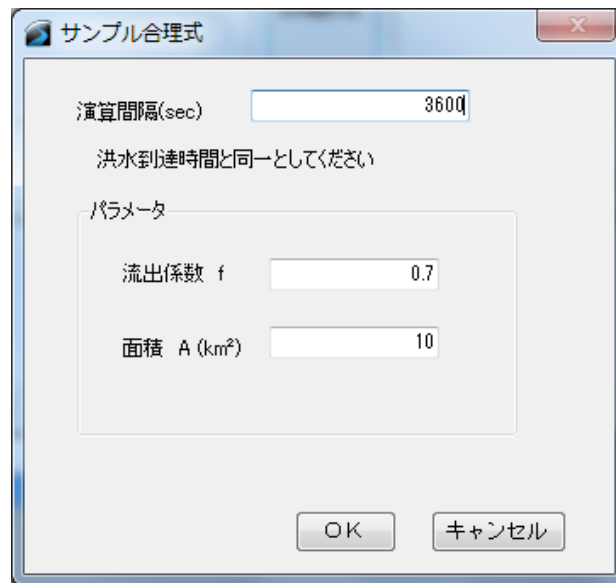 サンプル合理式
演算間隔(sec) 3600
洪水到達時間と同一としてください
パラメータ
流出係数 f 0.7
面積 A (km²) 10
OK キャンセル